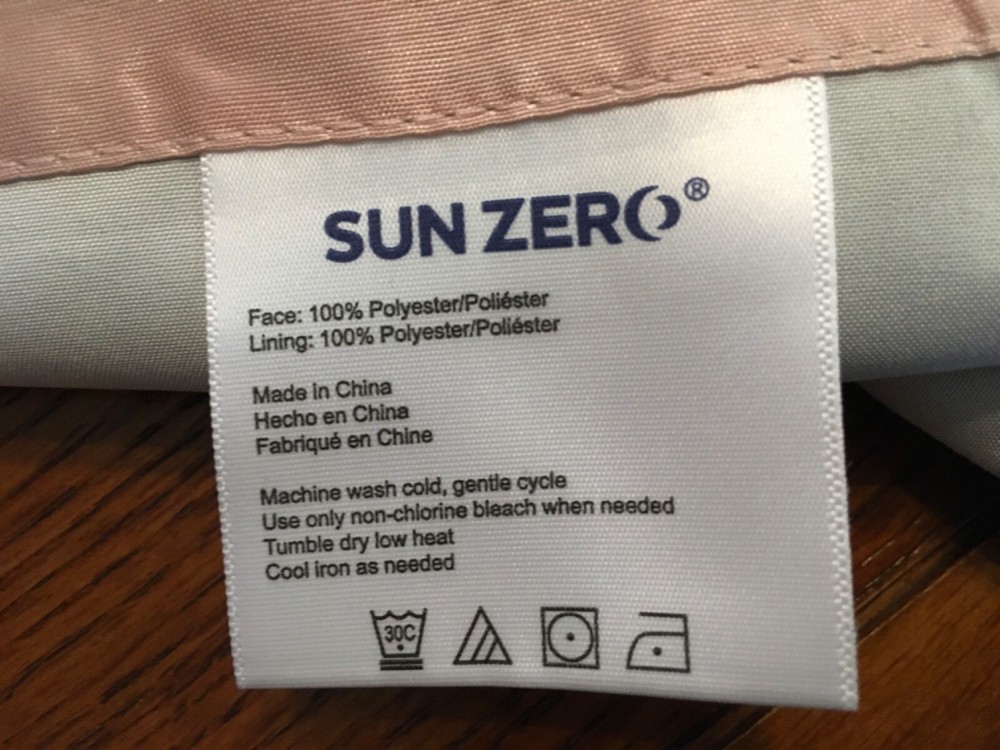 SUN ZERO®
Face: 100% Polyester/Poliéster
Lining: 100% Polyester/Poliéster
Made in China
Hecho en China
Fabriqué en Chine
Machine wash cold, gentle cycle
Use only non-chlorine bleach when needed
Tumble dry low heat
Cool iron as needed
30C